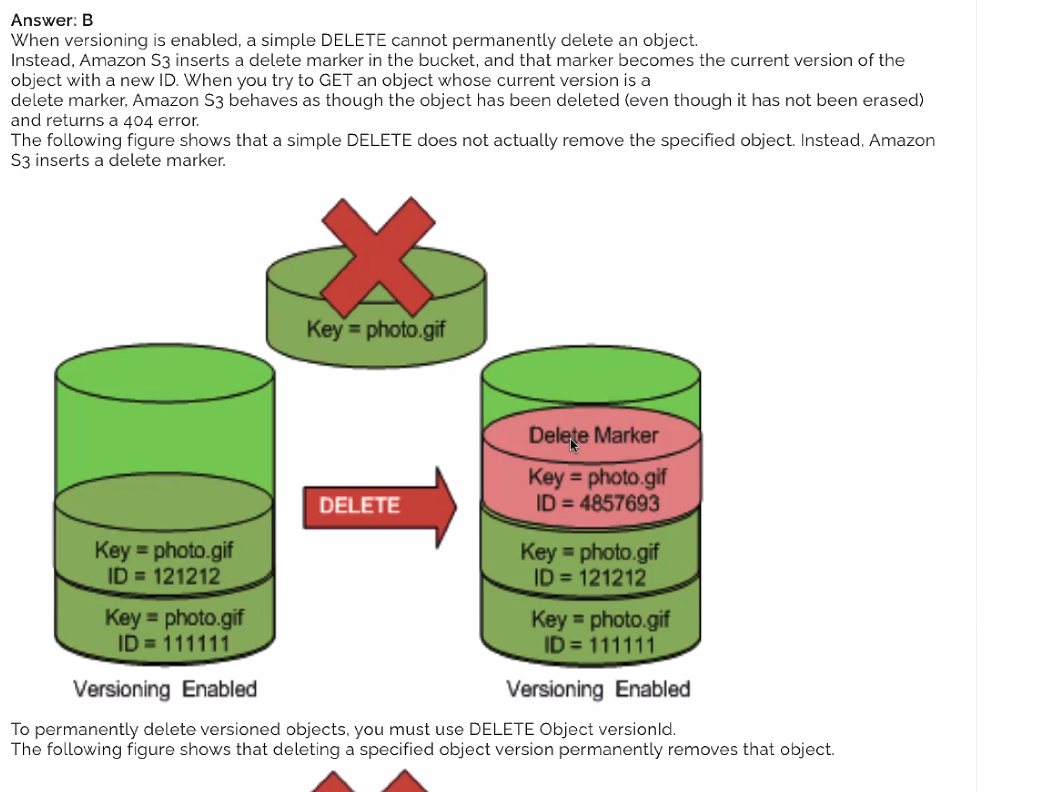 Answer: B
When versioning is enabled, a simple DELETE cannot permanently delete an object.
Instead, Amazon S3 inserts a delete marker in the bucket, and that marker becomes the current version of the
object with a new ID. When you try to GET an object whose current version is a
delete marker, Amazon S3 behaves as though the object has been deleted (even though it has not been erased)
and returns a 404 error.
The following figure shows that a simple DELETE does not actually remove the specified object. Instead, Amazon
S3 inserts a delete marker.
Key = photo.gif
Key = photo.gif
ID = 121212
Key = photo.gif
ID = 111111
Versioning Enabled
DELETE
Delete Marker
Key = photo.gif
ID = 4857693
Key = photo.gif
ID = 121212
Key = photo.gif
ID = 111111
Versioning Enabled
To permanently delete versioned objects, you must use DELETE Object versionId.
The following figure shows that deleting a specified object version permanently removes that object.